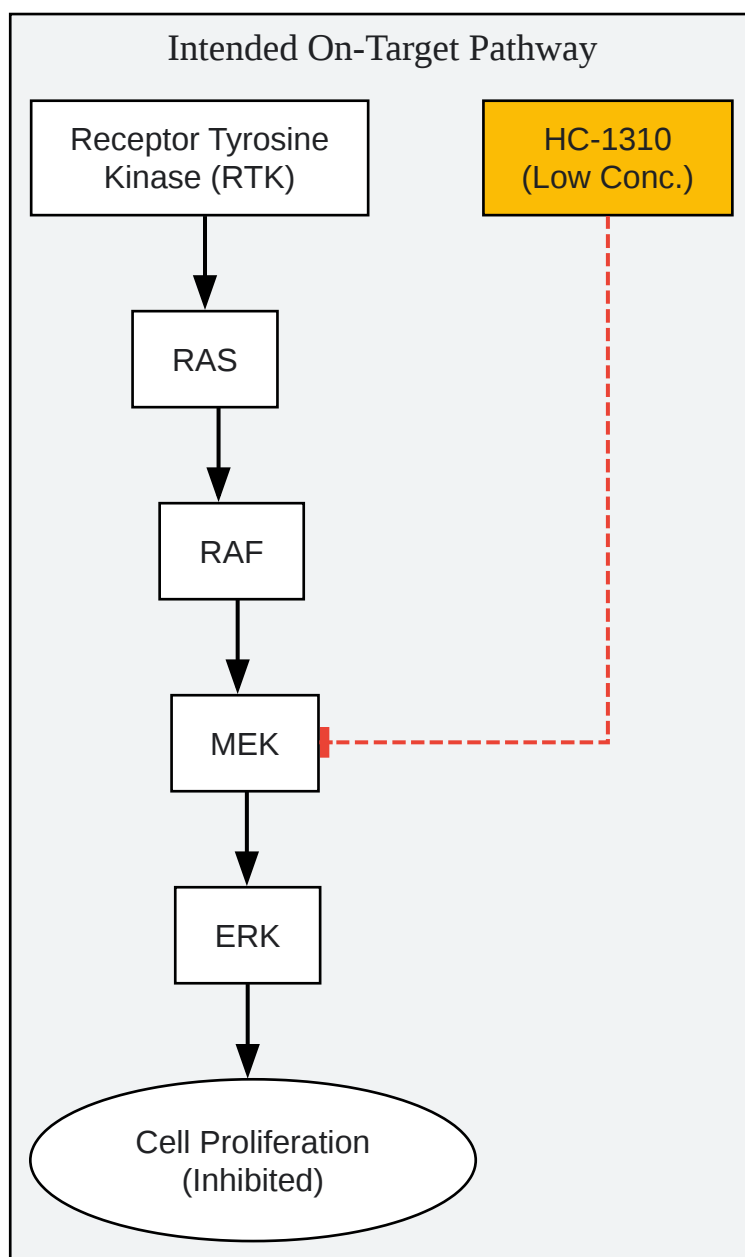 Intended On-Target Pathway
Receptor Tyrosine
Kinase (RTK)
HC-1310
(Low Conc.)
RAS
RAF
MEK
ERK
Cell Proliferation
(Inhibited)